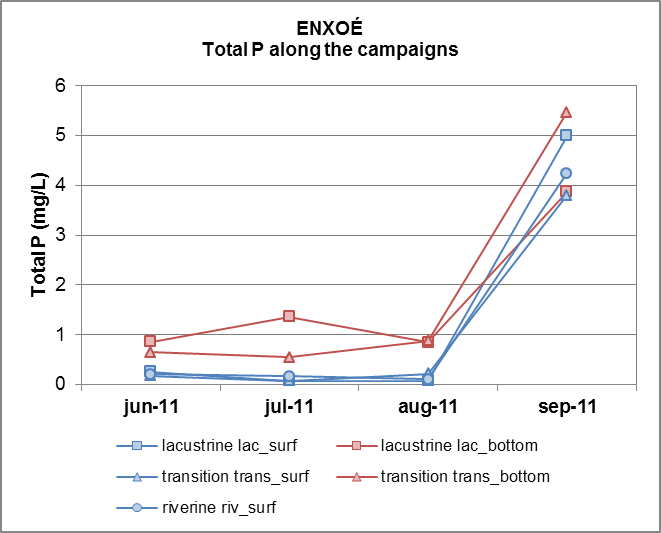 ENXOÉ
Total P along the campaigns
6
5
4
3
2
1
0
Total P (mg/L)
jun-11 jul-11 aug-11 sep-11
lacustrine lac_surf lacustrine lac_bottom
transition trans_surf transition trans_bottom
riverine riv_surf